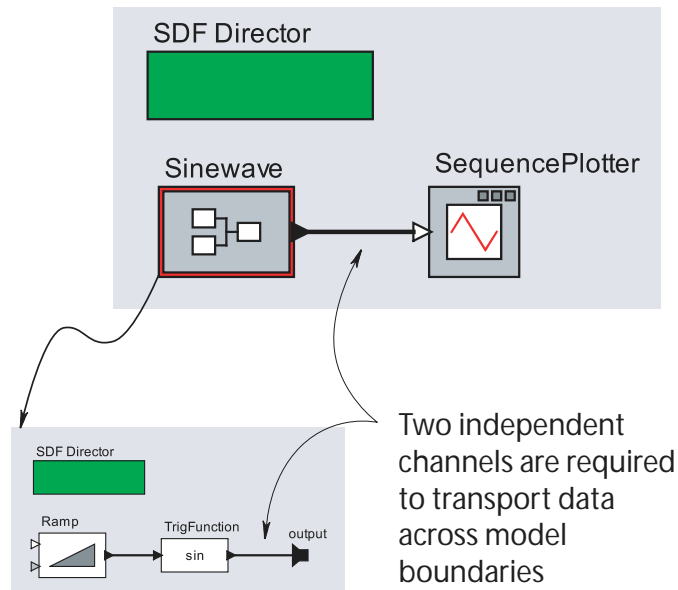 SDF Director
Sinewave
SequencePlotter
Two independent
channels are required
to transport data
across model
boundaries
SDF Director
Ramp
TrigFunction
sin
output